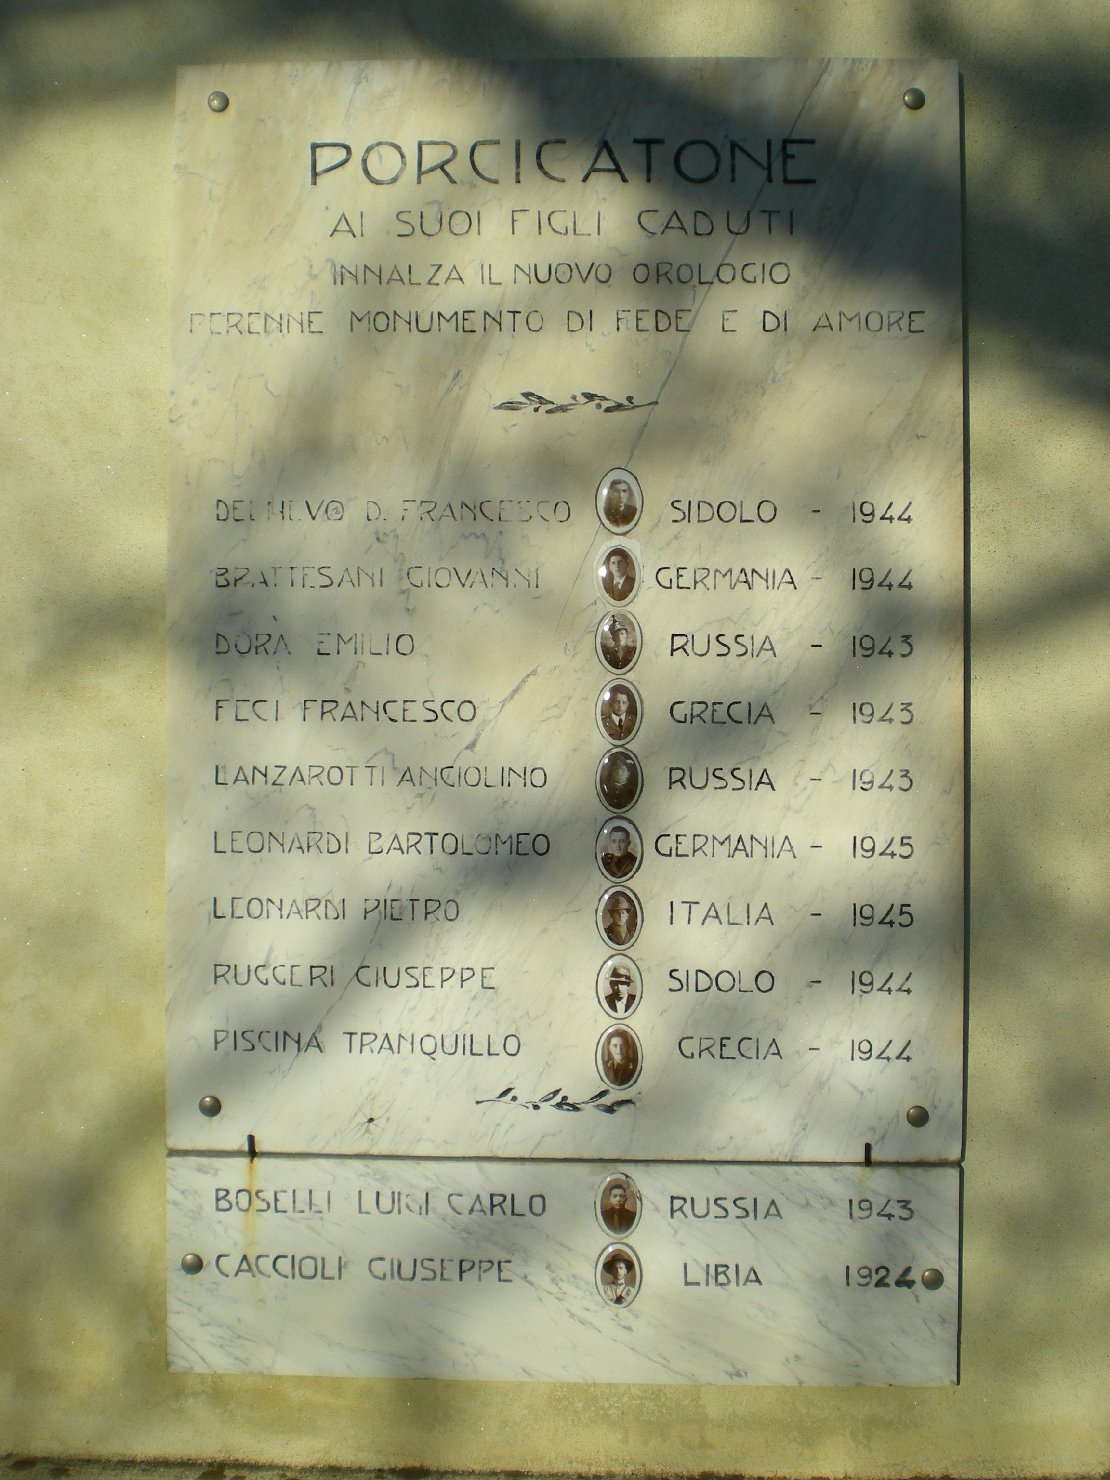 PORCICATONE
AI SUOI FIGLI CADUTI
INNALZA IL NUOVO OROLOGIO
PERENNE MONUMENTO DI FEDE E DI AMORE
D. FRANCESCO SIDOLO - 1944
BRATTESANI GIOVANNI GERMANIA - 1944
DORÀ EMILIO RUSSIA - 1943
FECI FRANCESCO GRECIA - 1943
LANZAROTTI ANGIOLINO RUSSIA - 1943
LEONARDI BARTOLOMEO GERMANIA - 1945
LEONARDI PIETRO ITALIA - 1945
RUGGERI GIUSEPPE SIDOLO - 1944
PISCINA TRANQUILLO GRECIA - 1944
BOSELLI LUIGI CARLO RUSSIA 1943
CACCIOLI GIUSEPPE LIBIA 1924